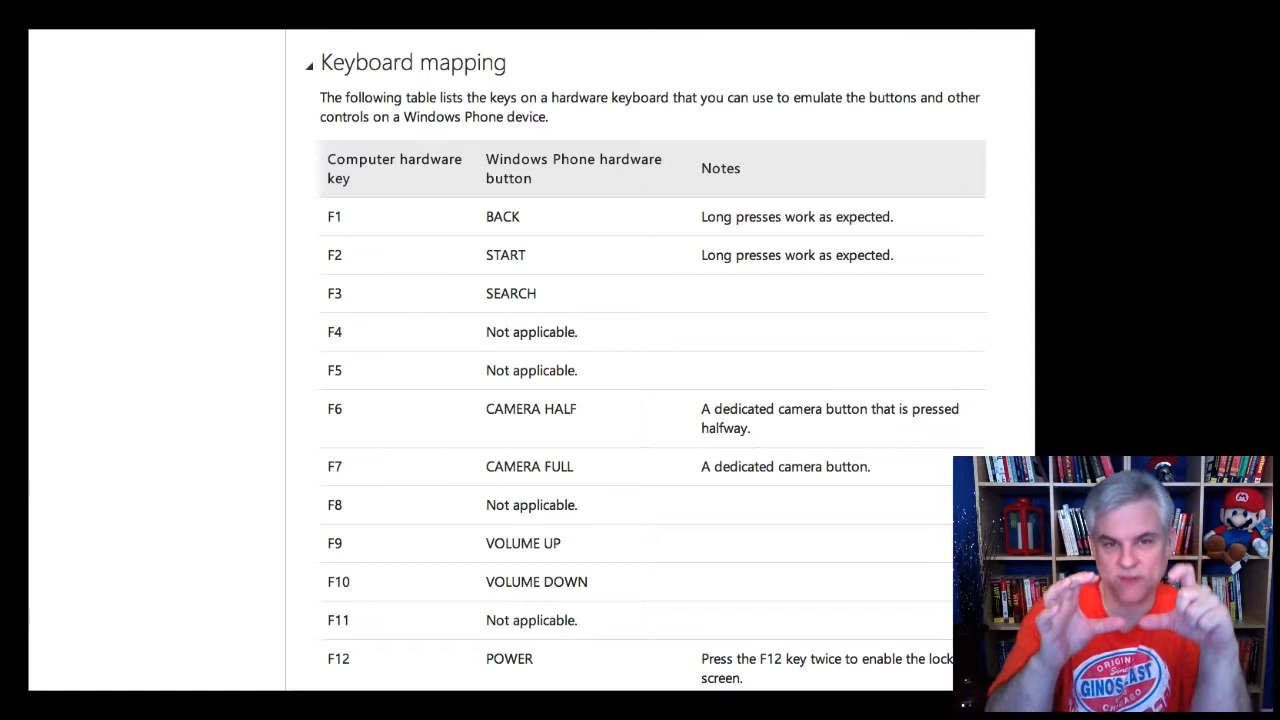 Keyboard mapping
The following table lists the keys on a hardware keyboard that you can use to emulate the buttons and other
controls on a Windows Phone device.
Computer hardware key Windows Phone hardware button Notes
F1 BACK Long presses work as expected.
F2 START Long presses work as expected.
F3 SEARCH
F4 Not applicable.
F5 Not applicable.
F6 CAMERA HALF A dedicated camera button that is pressed
halfway.
F7 CAMERA FULL A dedicated camera button.
F8 Not applicable.
F9 VOLUME UP
F10 VOLUME DOWN
F11 Not applicable.
F12 POWER Press the F12 key twice to enable the lock
screen.
ORIGIN
GINO'S EAST
CHICAGO